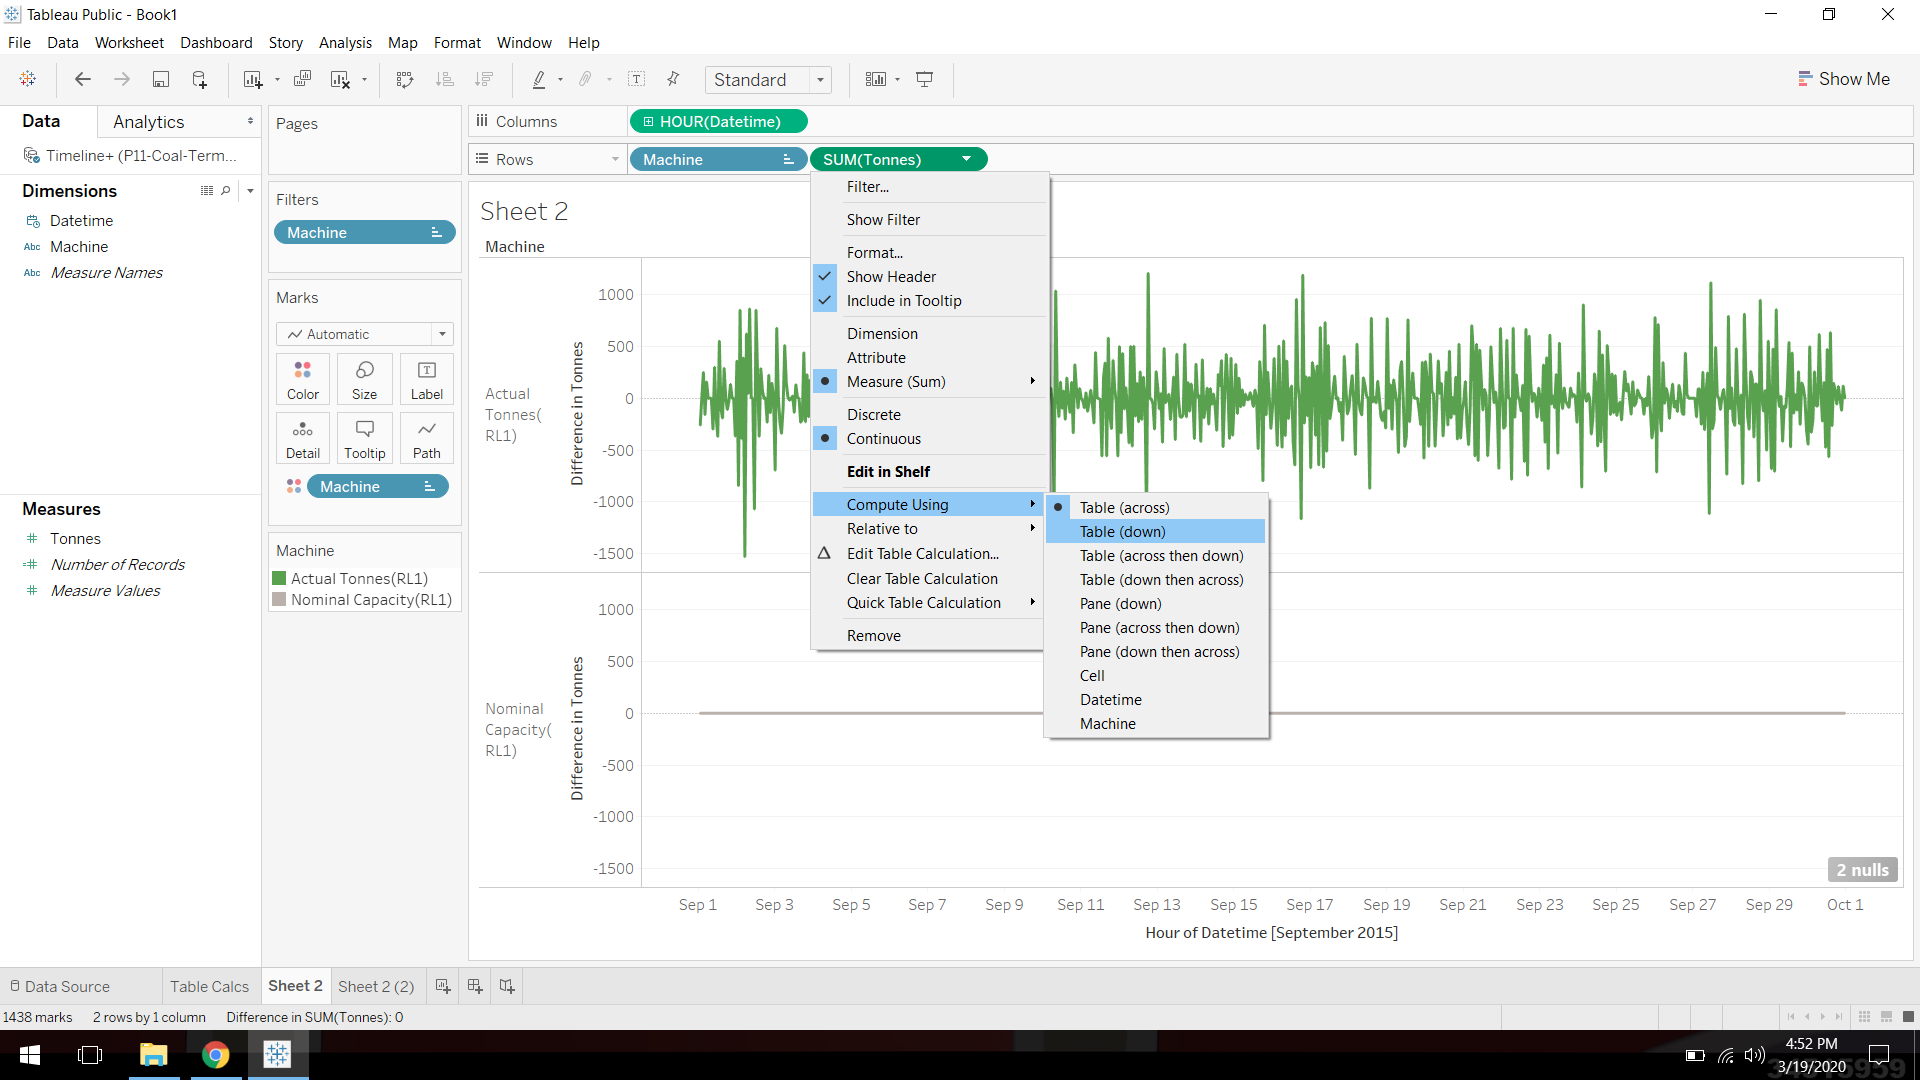 Tableau Public - Book1
File Data Worksheet Dashboard Story Analysis Map Format Window Help
Standard
Show Me
Data
Analytics
Timeline+ (P11-Coal-Term...
Dimensions
Datetime
Abc Machine
Abc Measure Names
Measures
# Tonnes
Number of Records
# Measure Values
Pages
Filters
Machine
Marks
Automatic
Color Size Label
Detail Tooltip Path
Machine
Machine
Actual Tonnes(RL1)
Nominal Capacity(RL1)
Columns
HOUR(Datetime)
Rows
Machine
SUM(Tonnes)
Sheet 2
Machine
Actual
Tonnes(
RL1)
Difference in Tonnes
1000
500
0
-500
-1000
-1500
Nominal
Capacity(
RL1)
Difference in Tonnes
1000
500
0
-500
-1000
-1500
Filter...
Show Filter
Format...
Show Header
Include in Tooltip
Dimension
Attribute
Measure (Sum)
Discrete
Continuous
Edit in Shelf
Compute Using
Relative to
Edit Table Calculation...
Clear Table Calculation
Quick Table Calculation
Remove
Table (across)
Table (down)
Table (across then down)
Table (down then across)
Pane (down)
Pane (across then down)
Pane (down then across)
Cell
Datetime
Machine
2 nulls
Sep 1 Sep 3 Sep 5 Sep 7 Sep 9 Sep 11 Sep 13 Sep 15 Sep 17 Sep 19 Sep 21 Sep 23 Sep 25 Sep 27 Sep 29 Oct 1
Hour of Datetime [September 2015]
Data Source
Table Calcs
Sheet 2
Sheet 2 (2)
1438 marks
2 rows by 1 column
Difference in SUM(Tonnes): 0
4:52 PM
3/19/2020
34515959